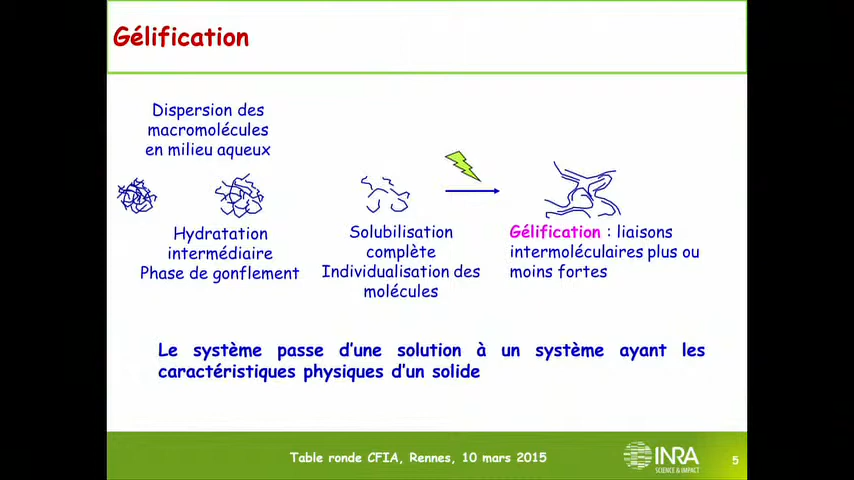 Gélification
Dispersion des
macromolécules
en milieu aqueux
Hydratation
intermédiaire
Phase de gonflement
Solubilisation
complète
Individualisation des
molécules
Gélification : liaisons
intermoléculaires plus ou
moins fortes
Le système passe d'une solution à un système ayant les
caractéristiques physiques d'un solide
Table ronde CFIA, Rennes, 10 mars 2015
INRA
SCIENCE & IMPACT
5